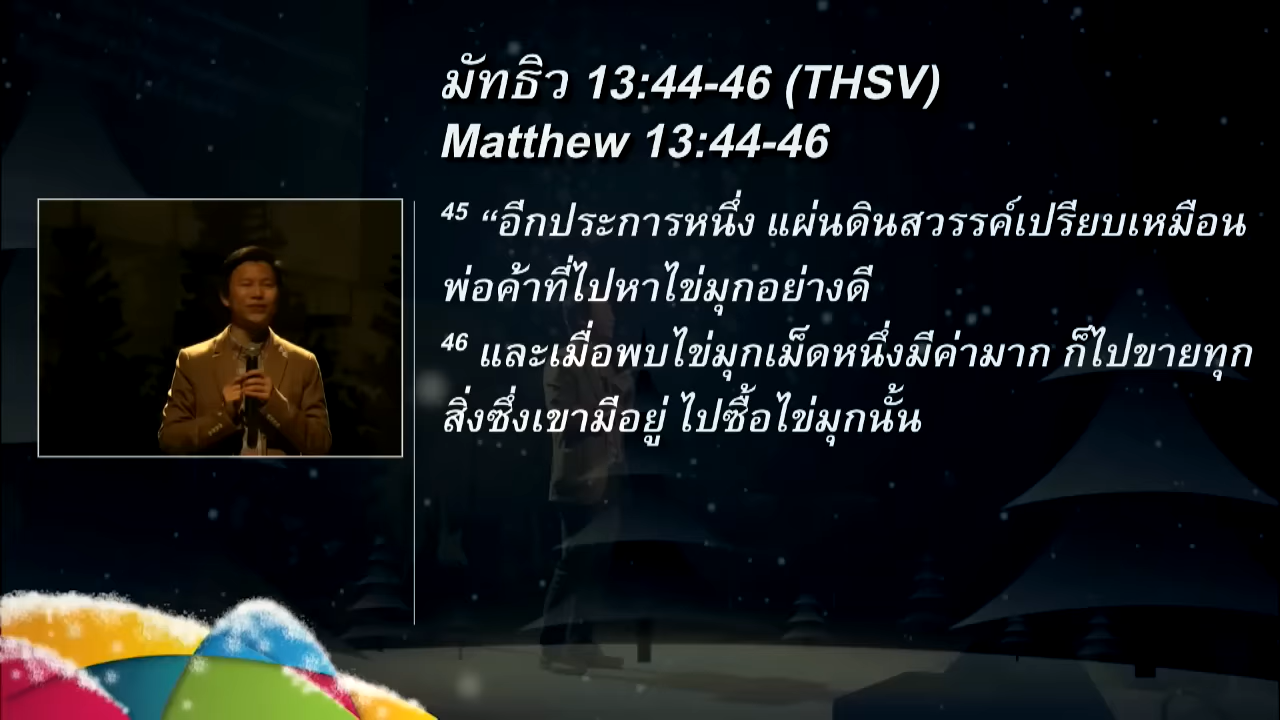 มัทธิว 13:44-46 (THSV)
Matthew 13:44-46
45 “อีกประการหนึ่ง แผ่นดินสวรรค์เปรียบเหมือน
พ่อค้าที่ไปหาไข่มุกอย่างดี
46 และเมื่อพบไข่มุกเม็ดหนึ่งมีค่ามาก ก็ไปขายทุก
สิ่งซึ่งเขามีอยู่ ไปซื้อไข่มุกนั้น